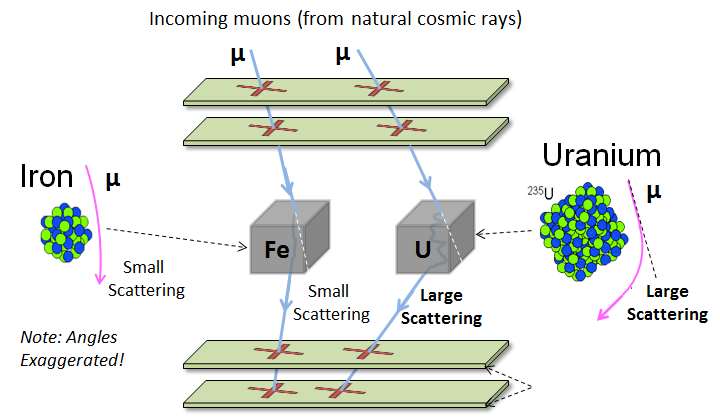 Incoming muons (from natural cosmic rays)
μ
μ
Iron
μ
Uranium
²³⁵U
μ
Fe
U
Small
Scattering
Small
Scattering
Large
Scattering
Large
Scattering
Note: Angles
Exaggerated!